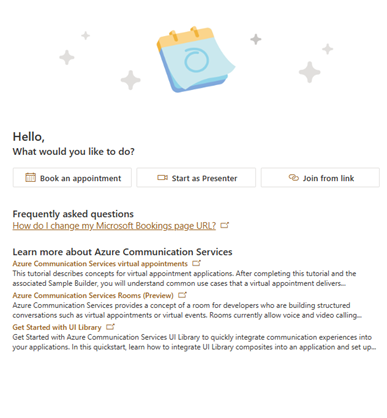 Hello,
What would you like to do?
Book an appointment
Start as Presenter
Join from link
Frequently asked questions
How do I change my Microsoft Bookings page URL?
Learn more about Azure Communication Services
Azure Communication Services virtual appointments
This tutorial describes concepts for virtual appointment applications. After completing this tutorial and the
associated Sample Builder, you will understand common use cases that a virtual appointment delivers...
Azure Communication Services Rooms (Preview)
Azure Communication Services provides a concept of a room for developers who are building structured
conversations such as virtual appointments or virtual events. Rooms currently allow voice and video calling...
Get Started with UI Library
Get Started with Azure Communication Services UI Library to quickly integrate communication experiences into
your applications. In this quickstart, learn how to integrate UI Library composites into an application and set up...